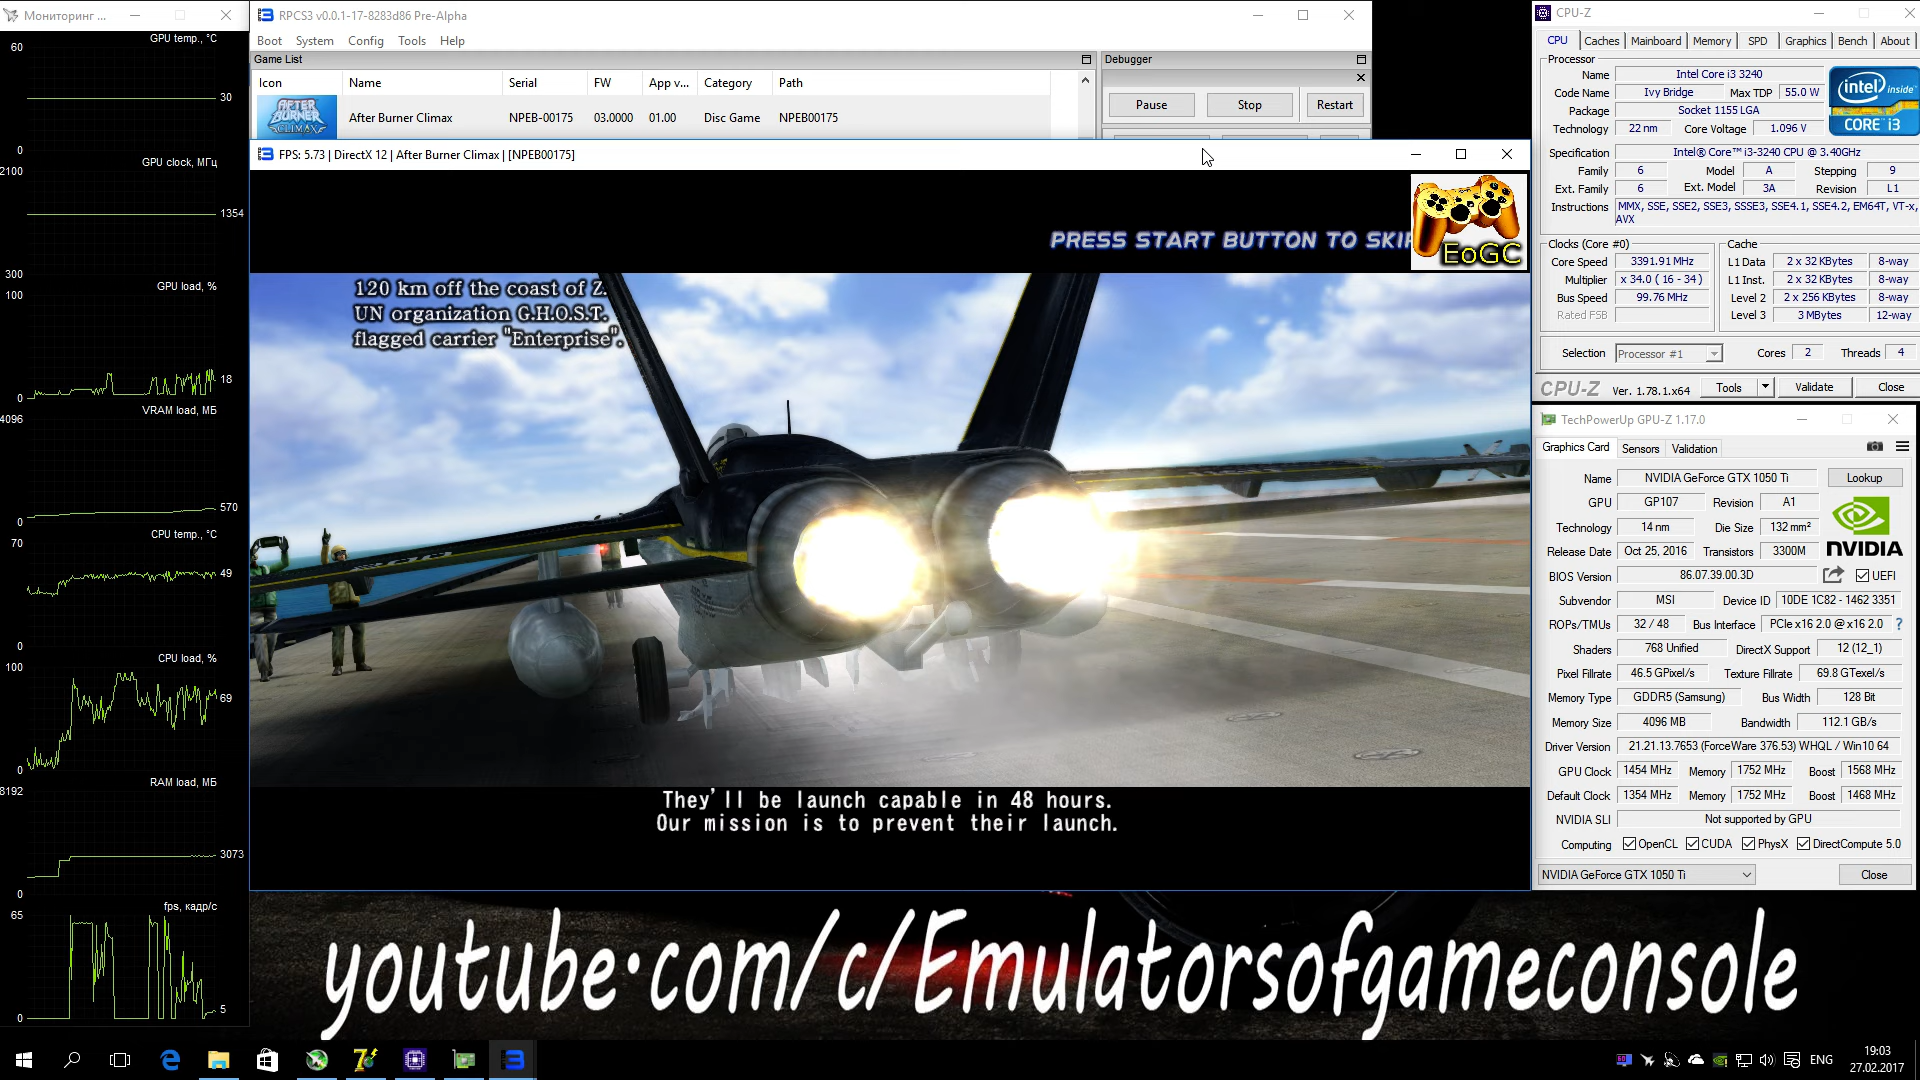 Мониторинг ...
GPU temp., °C
60
30
0
GPU clock, МГц
2100
1354
300
GPU load, %
100
18
0
VRAM load, МБ
4096
570
0
CPU temp., °C
70
49
0
CPU load, %
100
69
0
RAM load, МБ
8192
3073
0
fps, кадр/с
65
5
0
RPCS3 v0.0.1-17-8283d86 Pre-Alpha
Boot System Config Tools Help
Game List
Icon Name Serial FW App v... Category Path
AFTER BURNER CLIMAX
After Burner Climax NPEB-00175 03.0000 01.00 Disc Game NPEB00175
Debugger
Pause Stop Restart
FPS: 5.73 | DirectX 12 | After Burner Climax | [NPEB00175]
PRESS START BUTTON TO SKIP
EoGC
120 km off the coast of Z.
UN organization G.H.O.S.T.
flagged carrier "Enterprise".
They'll be launch capable in 48 hours.
Our mission is to prevent their launch.
youtube.com/c/Emulatorsofgameconsole
CPU-Z
CPU Caches Mainboard Memory SPD Graphics Bench About
Processor
Name Intel Core i3 3240
Code Name Ivy Bridge Max TDP 55.0 W
Package Socket 1155 LGA
Technology 22 nm Core Voltage 1.096 V
intel inside
CORE i3
Specification Intel® Core™ i3-3240 CPU @ 3.40GHz
Family 6 Model A Stepping 9
Ext. Family 6 Ext. Model 3A Revision L1
Instructions MMX, SSE, SSE2, SSE3, SSSE3, SSE4.1, SSE4.2, EM64T, VT-x,
AVX
Clocks (Core #0)
Core Speed 3391.91 MHz
Multiplier x 34.0 ( 16 - 34 )
Bus Speed 99.76 MHz
Rated FSB
Cache
L1 Data 2 x 32 KBytes 8-way
L1 Inst. 2 x 32 KBytes 8-way
Level 2 2 x 256 KBytes 8-way
Level 3 3 MBytes 12-way
Selection Processor #1 Cores 2 Threads 4
CPU-Z Ver. 1.78.1.x64 Tools Validate Close
TechPowerUp GPU-Z 1.17.0
Graphics Card Sensors Validation
Name NVIDIA GeForce GTX 1050 Ti Lookup
GPU GP107 Revision A1
Technology 14 nm Die Size 132 mm²
Release Date Oct 25, 2016 Transistors 3300M
NVIDIA
BIOS Version 86.07.39.00.3D UEFI
Subvendor MSI Device ID 10DE 1C82 - 1462 3351
ROPs/TMUs 32 / 48 Bus Interface PCIe x16 2.0 @ x16 2.0 ?
Shaders 768 Unified DirectX Support 12 (12_1)
Pixel Fillrate 46.5 GPixel/s Texture Fillrate 69.8 GTexel/s
Memory Type GDDR5 (Samsung) Bus Width 128 Bit
Memory Size 4096 MB Bandwidth 112.1 GB/s
Driver Version 21.21.13.7653 (ForceWare 376.53) WHQL / Win10 64
GPU Clock 1454 MHz Memory 1752 MHz Boost 1568 MHz
Default Clock 1354 MHz Memory 1752 MHz Boost 1468 MHz
NVIDIA SLI Not supported by GPU
Computing OpenCL CUDA PhysX DirectCompute 5.0
NVIDIA GeForce GTX 1050 Ti Close
ENG
19:03
27.02.2017